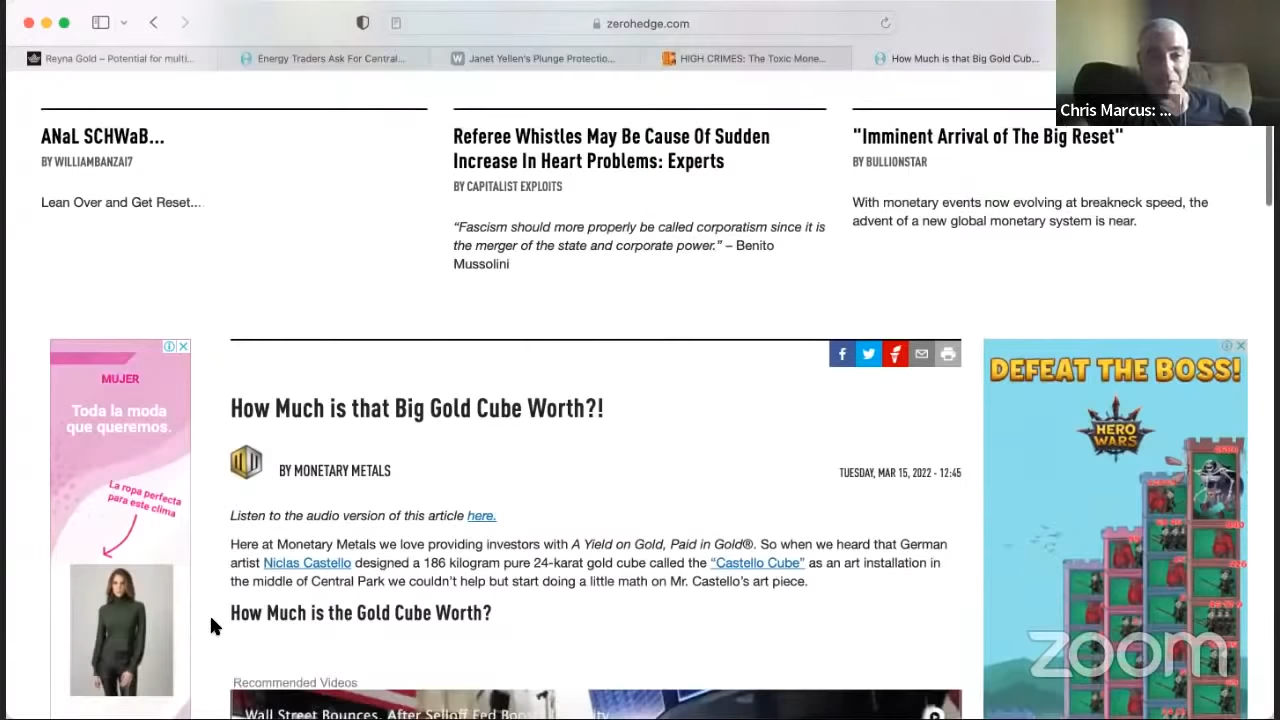 zerohedge.com
Reyna Gold – Potential for multi...
Energy Traders Ask For Central...
Janet Yellen's Plunge Protectio...
HIGH CRIMES: The Toxic Mone...
How Much is that Big Gold Cub...
Chris Marcus: ...
ANaL SCHWaB...
BY WILLIAMBANZAI7
Lean Over and Get Reset...
Referee Whistles May Be Cause Of Sudden
Increase In Heart Problems: Experts
BY CAPITALIST EXPLOITS
“Fascism should more properly be called corporatism since it is
the merger of the state and corporate power.” – Benito
Mussolini
"Imminent Arrival of The Big Reset"
BY BULLIONSTAR
With monetary events now evolving at breakneck speed, the
advent of a new global monetary system is near.
MUJER
Toda la moda
que queremos.
La ropa perfecta
para este clima
How Much is that Big Gold Cube Worth?!
BY MONETARY METALS
TUESDAY, MAR 15, 2022 - 12:45
Listen to the audio version of this article here.
Here at Monetary Metals we love providing investors with A Yield on Gold, Paid in Gold®. So when we heard that German
artist Niclas Castello designed a 186 kilogram pure 24-karat gold cube called the “Castello Cube” as an art installation in
the middle of Central Park we couldn’t help but start doing a little math on Mr. Castello’s art piece.
How Much is the Gold Cube Worth?
Recommended Videos
Wall Street Bounces, After Selloff Fed
DEFEAT THE BOSS!
HERO
WARS
zoom